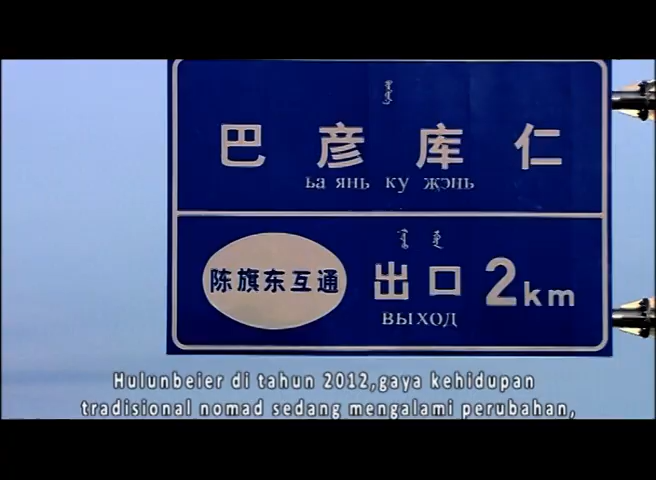 巴彦库仁
ьа янь ку җэнь
陈旗东互通
出口 2km
выход
Hulunbeier di tahun 2012,gaya kehidupan
tradisional nomad sedang mengalami perubahan,